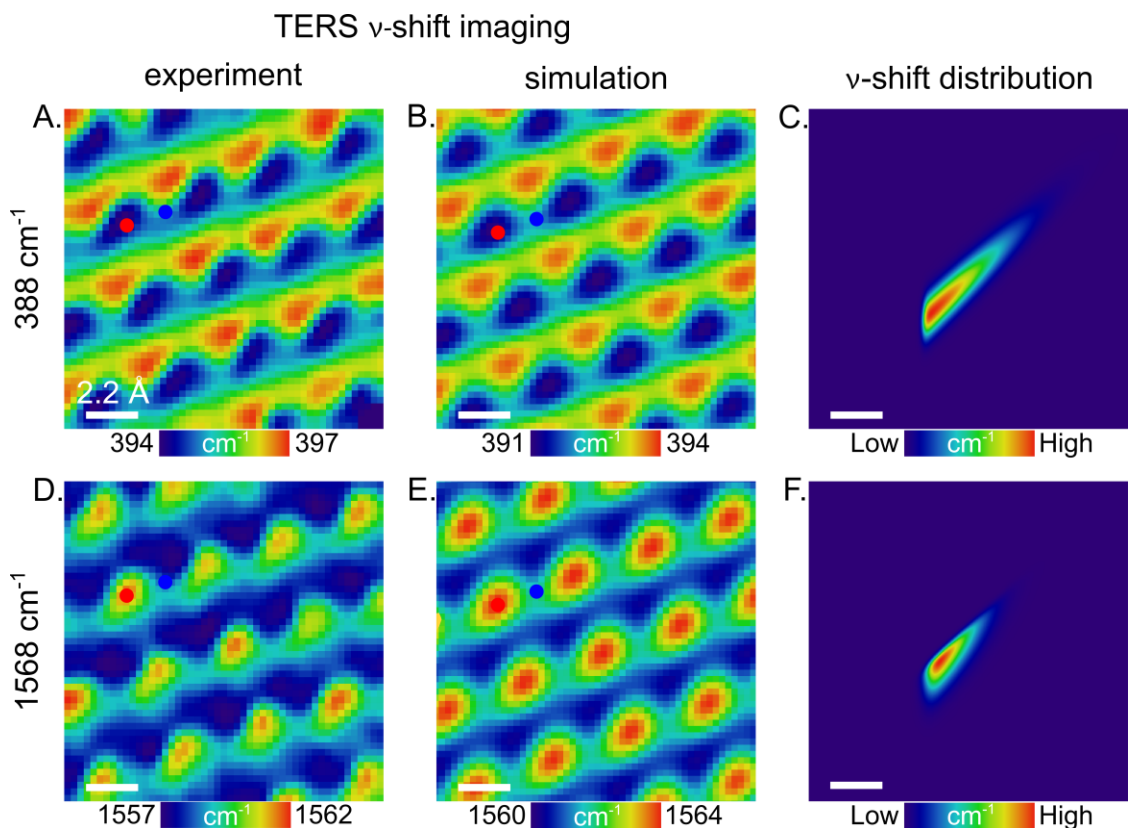 TERS ν-shift imaging
experiment
simulation
ν-shift distribution
A.
B.
C.
388 cm⁻¹
2.2 Å
394 cm⁻¹ 397
391 cm⁻¹ 394
Low cm⁻¹ High
D.
E.
F.
1568 cm⁻¹
1557 cm⁻¹ 1562
1560 cm⁻¹ 1564
Low cm⁻¹ High